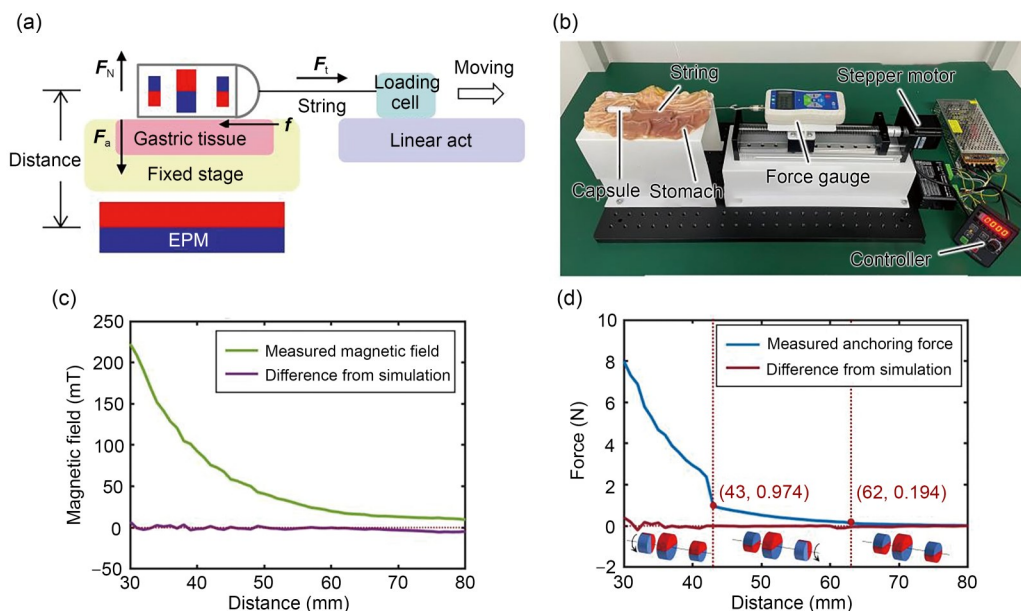 (a)
F_N
F_t
Loading
cell
Moving
String
F_a
f
Gastric tissue
Linear act
Distance
Fixed stage
EPM
(b)
String
Stepper motor
Capsule
Stomach
Force gauge
Controller
(c)
250
200
150
100
50
0
−50
Magnetic field (mT)
Measured magnetic field
Difference from simulation
30 40 50 60 70 80
Distance (mm)
(d)
10
8
6
4
2
0
−2
Force (N)
Measured anchoring force
Difference from simulation
(43, 0.974)
(62, 0.194)
30 40 50 60 70 80
Distance (mm)